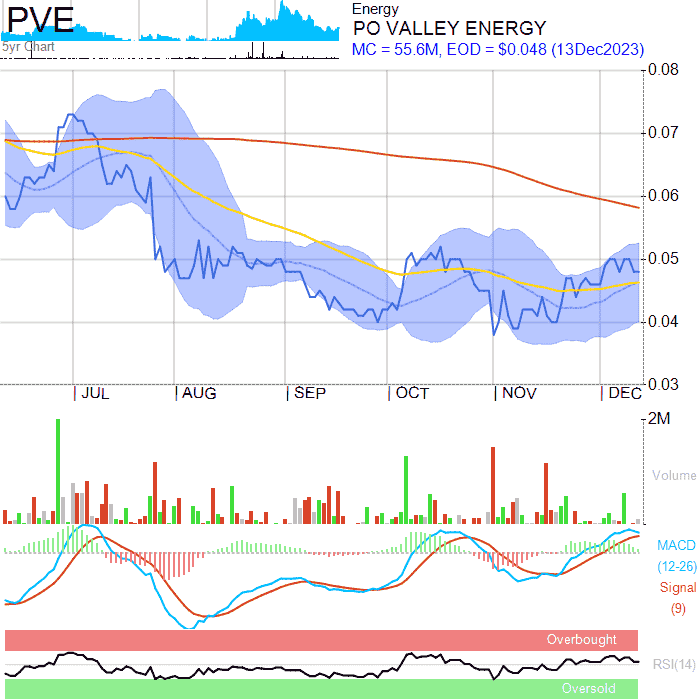 PVE
5yr Chart
Energy
PO VALLEY ENERGY
MC = 55.6M, EOD = $0.048 (13Dec2023)
0.08
0.07
0.06
0.05
0.04
0.03
JUL AUG SEP OCT NOV DEC
2M
Volume
MACD
(12-26)
Signal
(9)
Overbought
RSI(14)
Oversold